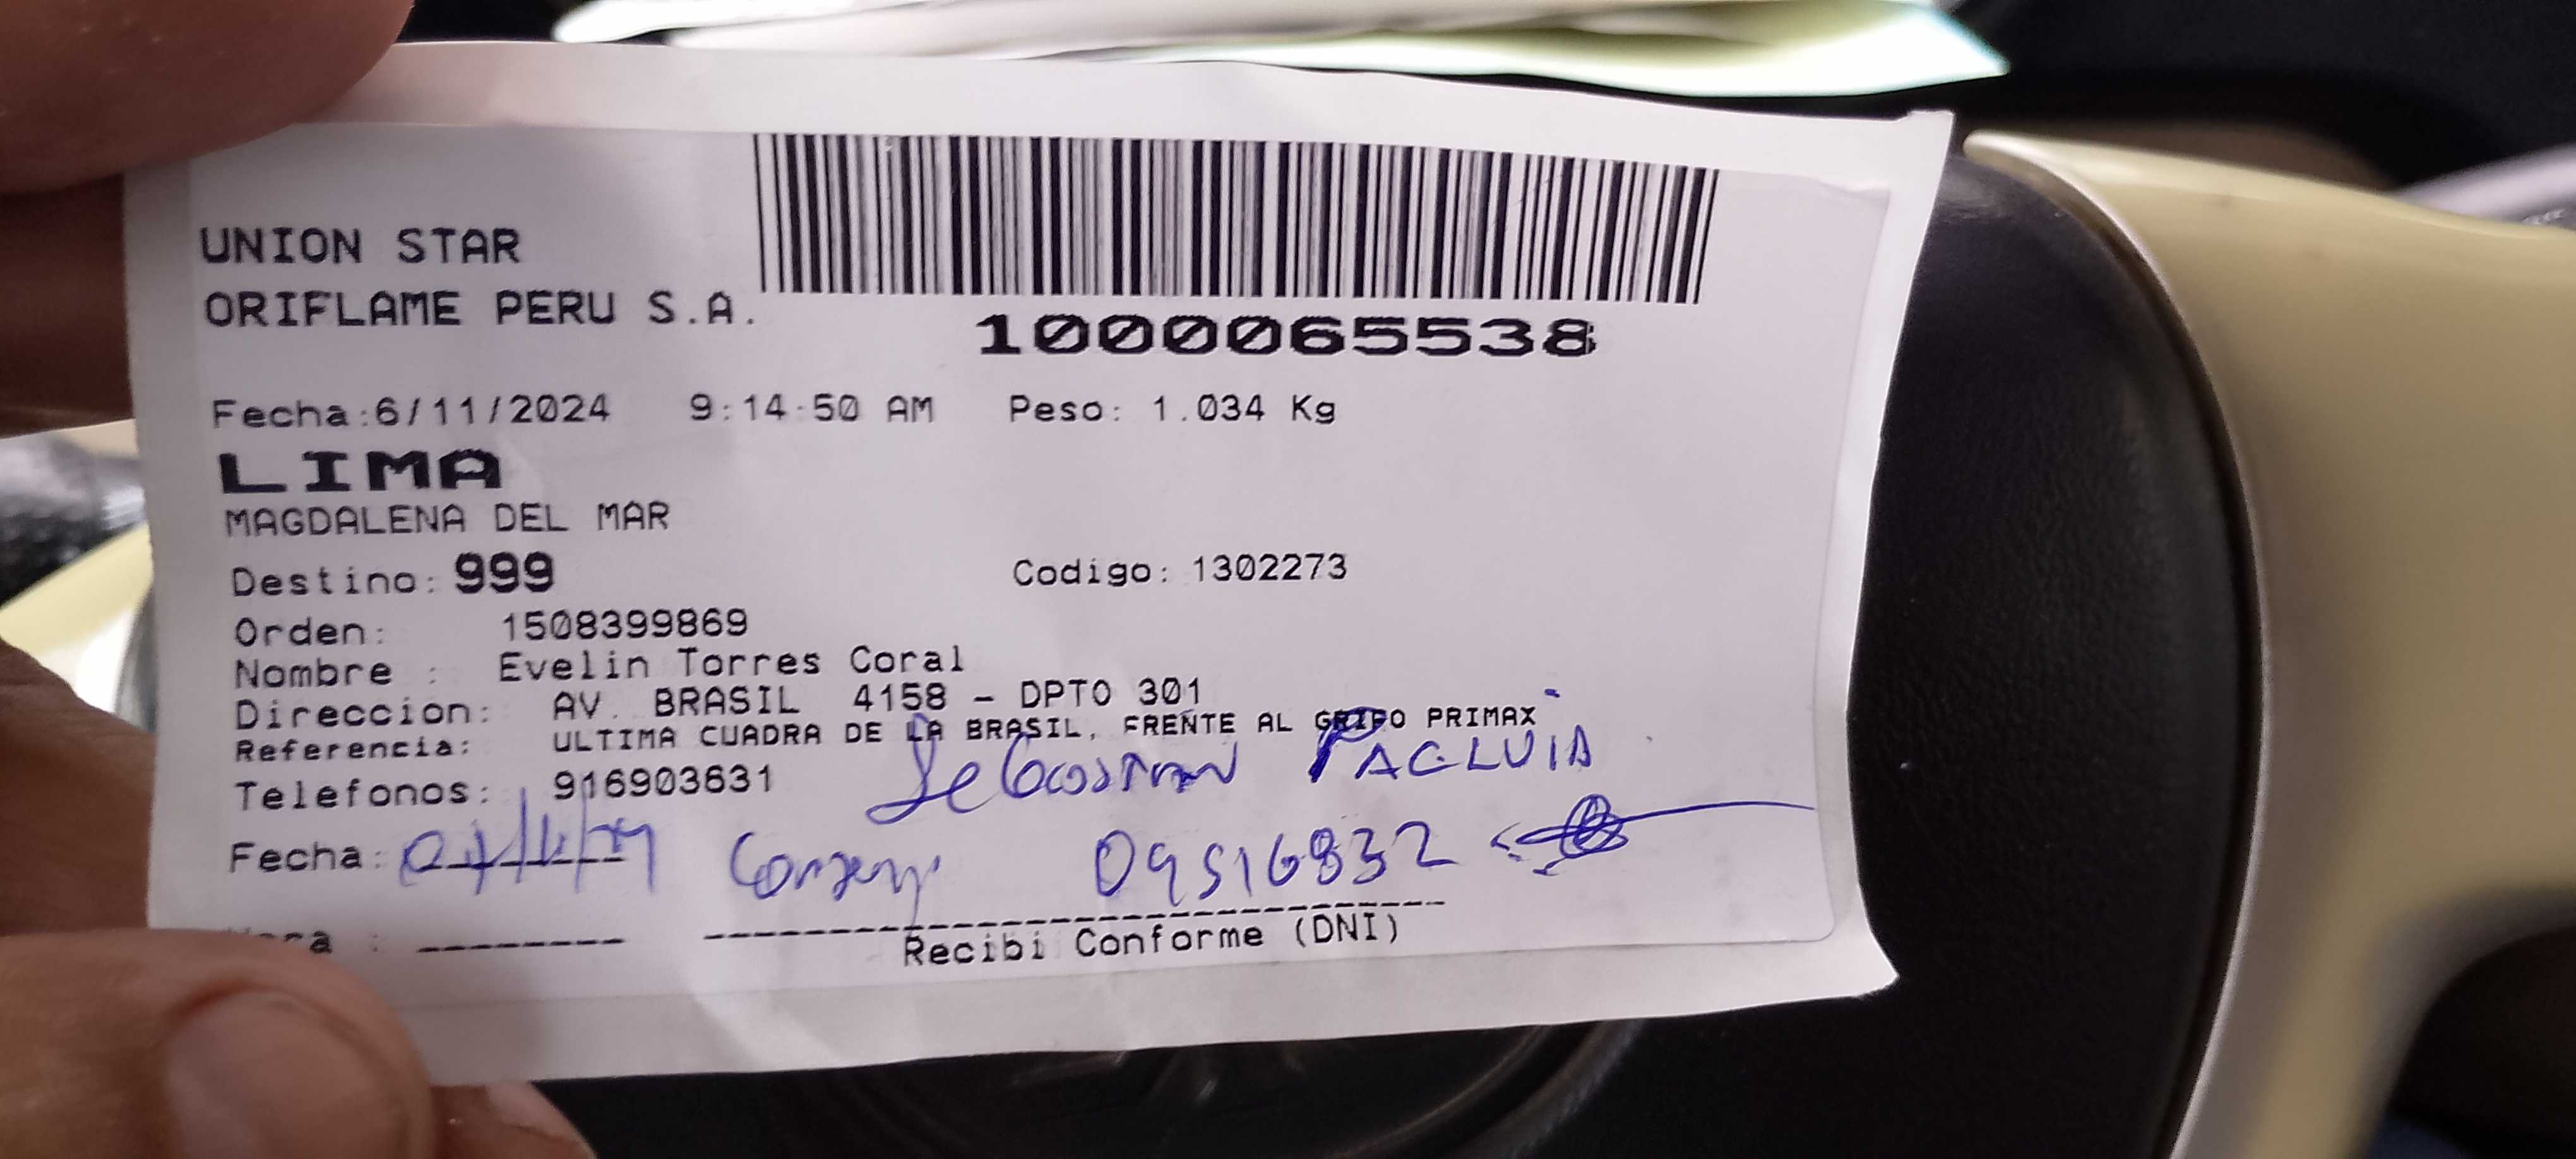 UNION STAR
ORIFLAME PERU S.A.
1000065538
Fecha:6/11/2024 9:14:50 AM Peso: 1.034 Kg
LIMA
MAGDALENA DEL MAR
Destino: 999 Codigo: 1302273
Orden: 1508399869
Nombre : Evelin Torres Coral
Direccion: AV. BRASIL 4158 - DPTO 301
Referencia: ULTIMA CUADRA DE LA BRASIL, FRENTE AL GRIFO PRIMAX
Telefonos: 916903631
Sebastian
Fecha: 09516832
Recibi Conforme (DNI)